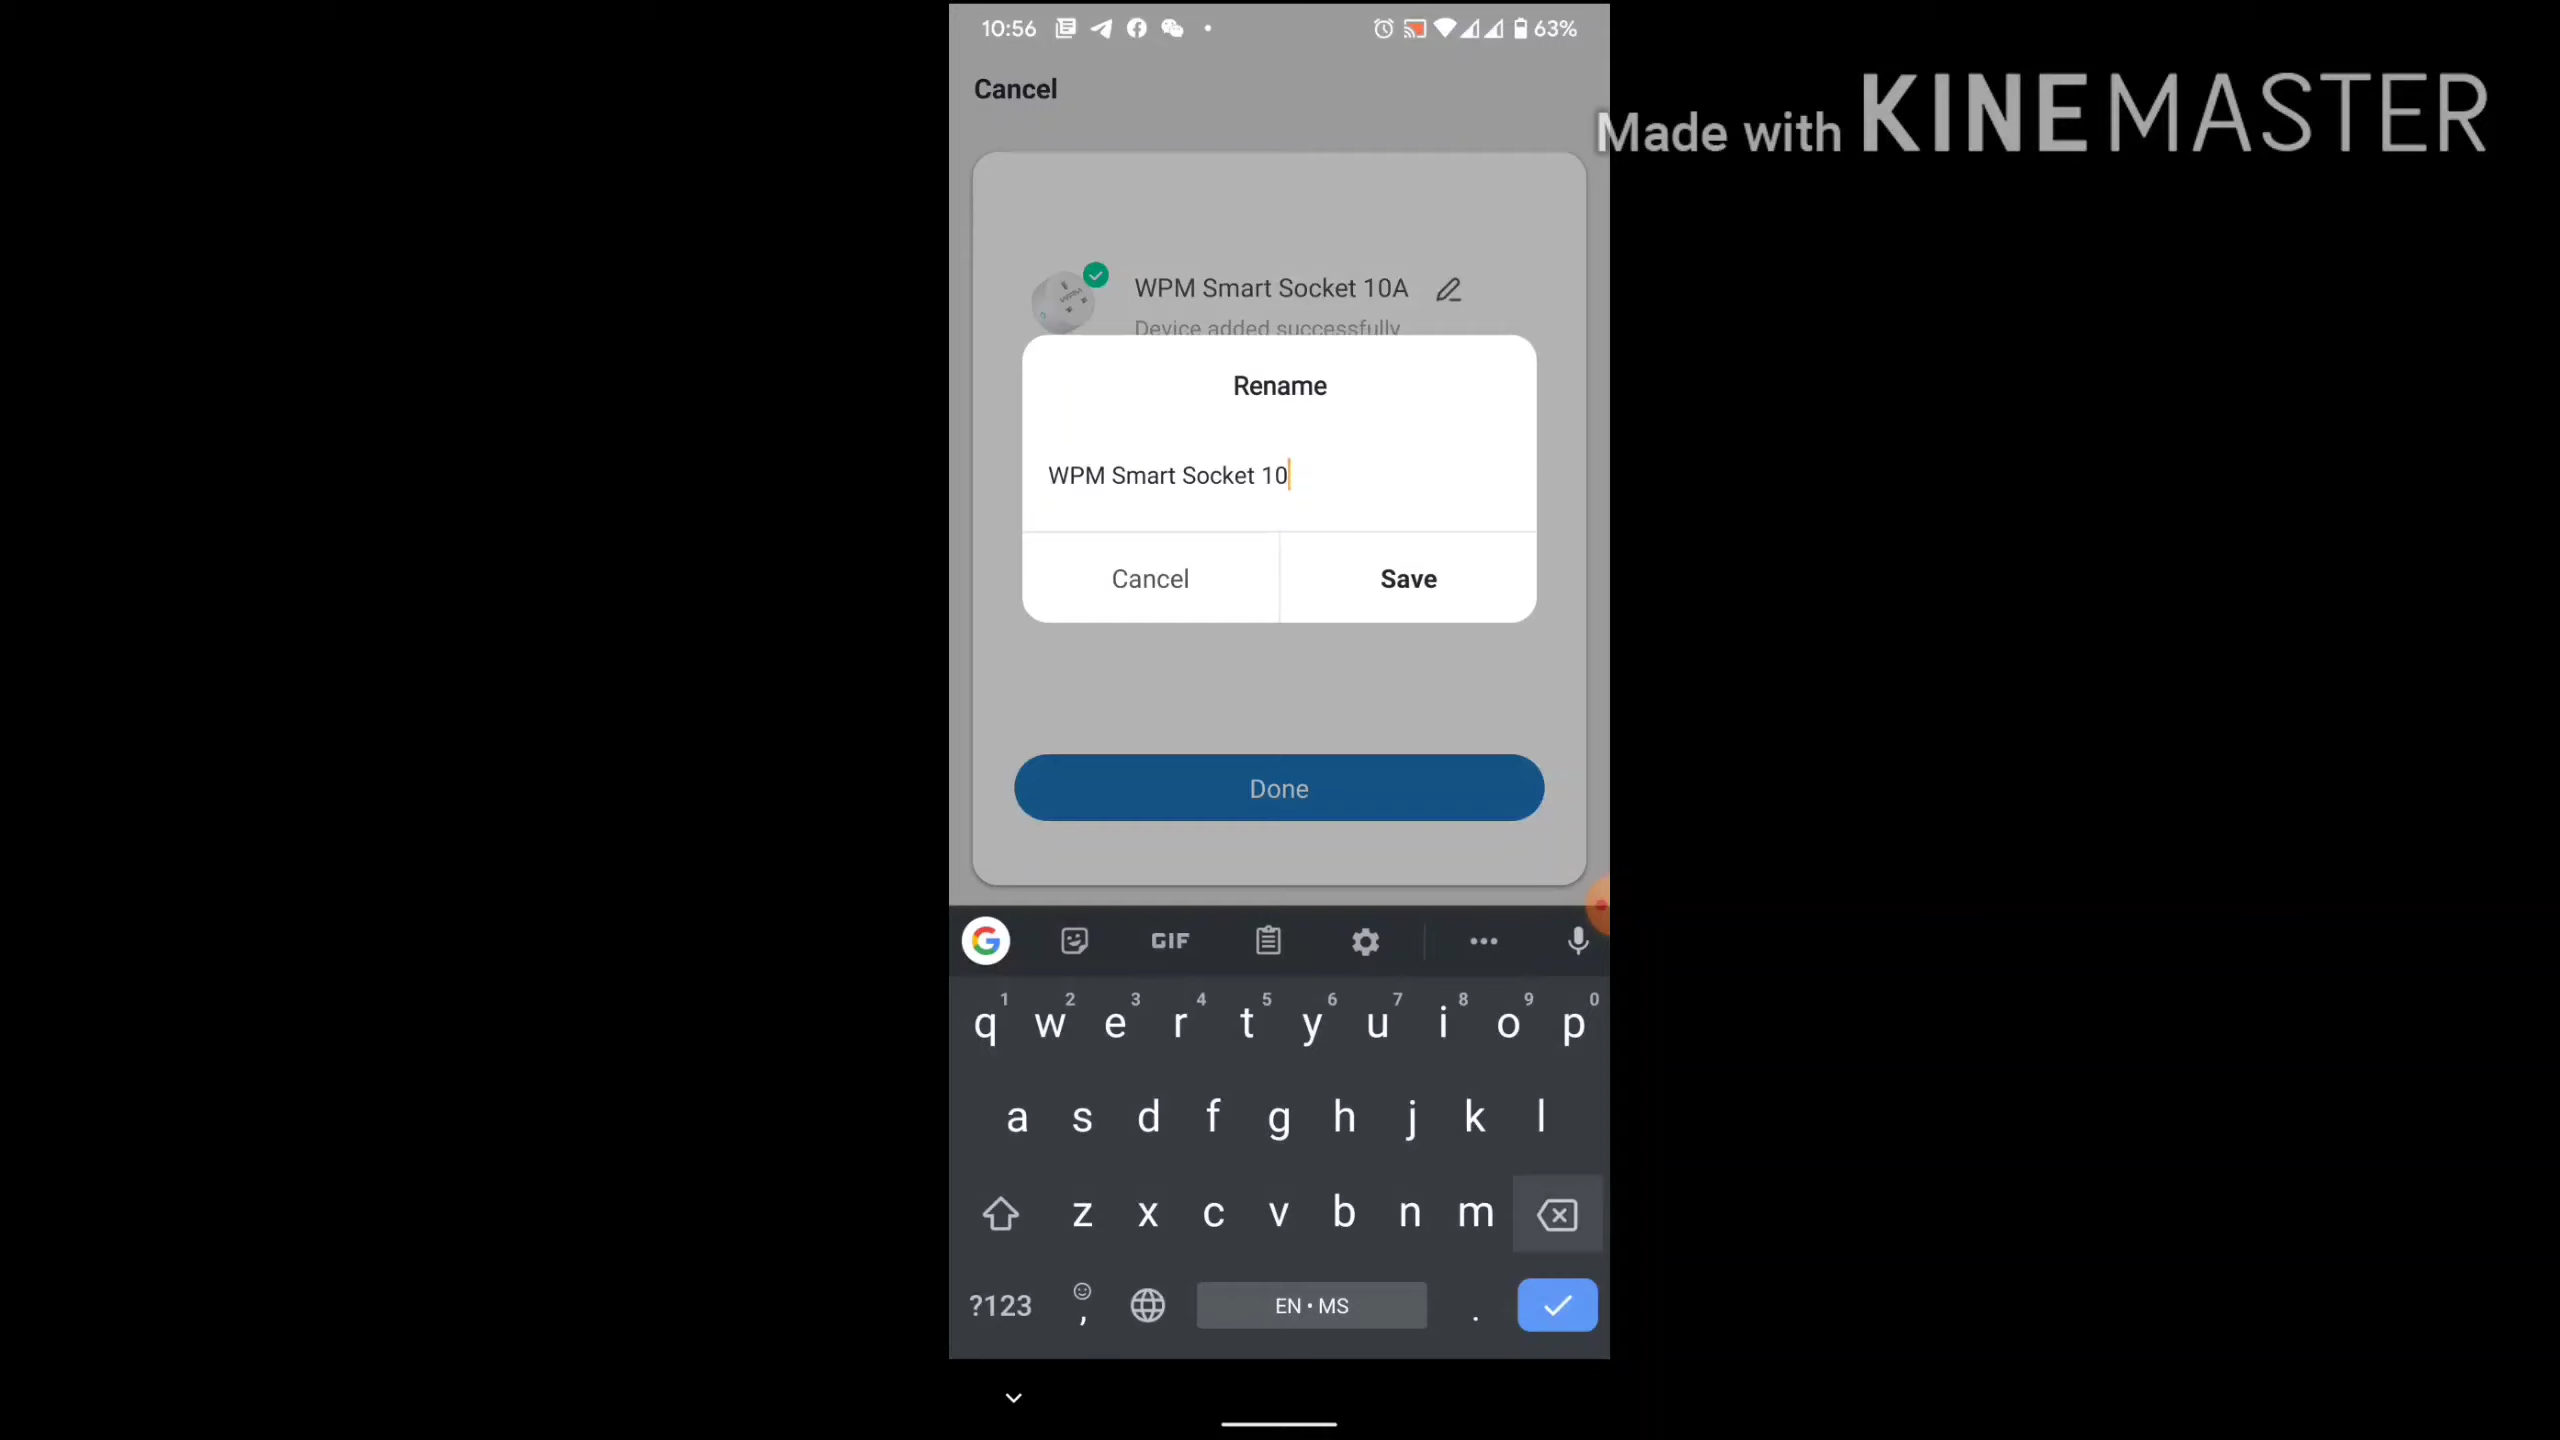 10:56 63%
Made with KINEMASTER
Cancel
WPM Smart Socket 10A
Device added successfully
Rename
WPM Smart Socket 10
Cancel Save
Done
GIF
1 2 3 4 5 6 7 8 9 0
q w e r t y u i o p
a s d f g h j k l
z x c v b n m
?123 , EN • MS .